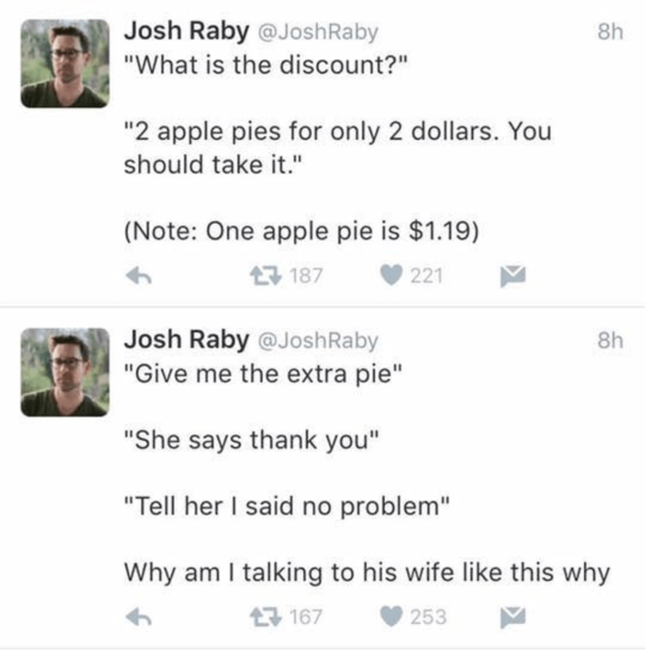 Josh Raby @JoshRaby 8h
"What is the discount?"
"2 apple pies for only 2 dollars. You
should take it."
(Note: One apple pie is $1.19)
187 221
Josh Raby @JoshRaby 8h
"Give me the extra pie"
"She says thank you"
"Tell her I said no problem"
Why am I talking to his wife like this why
167 253